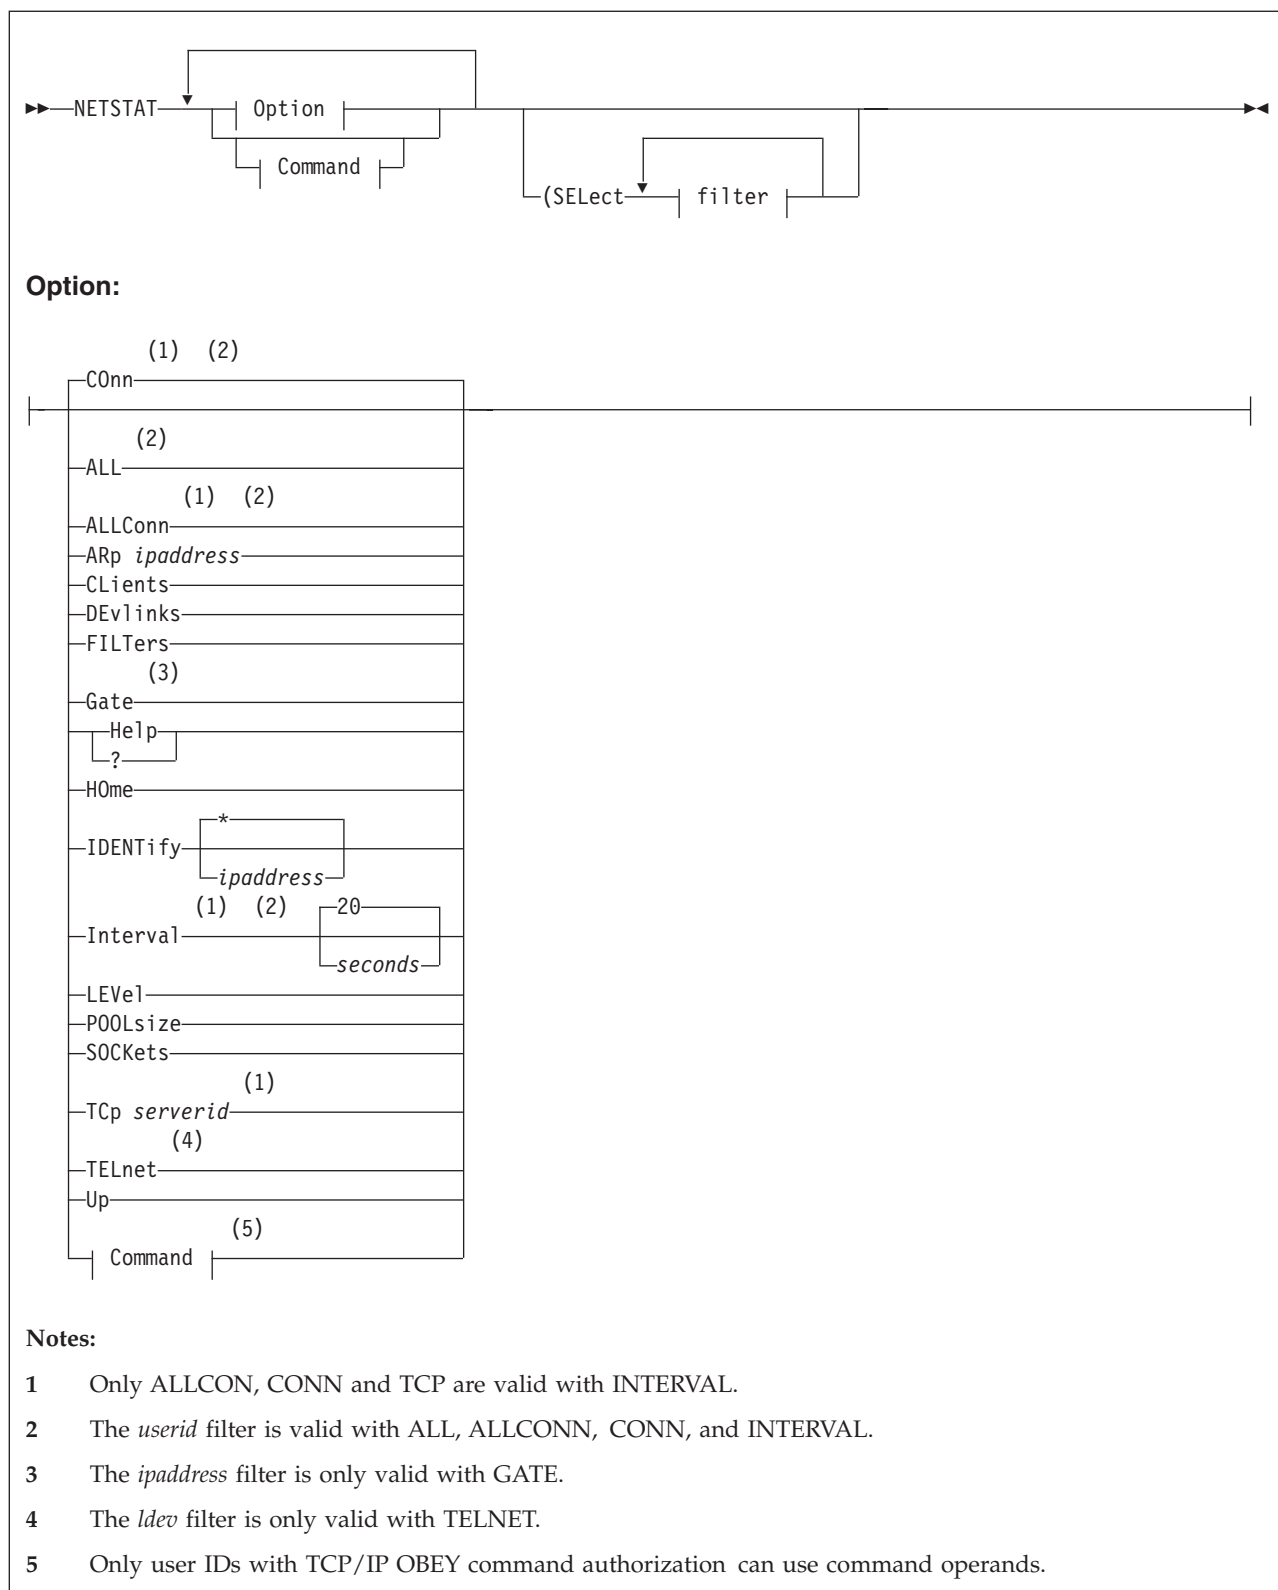 NETSTAT Option
Command
(SELect filter
Option:
(1) (2)
COnn
(2)
ALL
(1) (2)
ALLConn
ARp ipaddress
CLients
DEvlinks
FILTers
(3)
Gate
Help
?
HOme
*
IDENTify
ipaddress
(1) (2) 20
Interval
seconds
LEVel
POOLsize
SOCKets
(1)
TCp serverid
(4)
TELnet
Up
(5)
Command
Notes:
1 Only ALLCON, CONN and TCP are valid with INTERVAL.
2 The userid filter is valid with ALL, ALLCONN, CONN, and INTERVAL.
3 The ipaddress filter is only valid with GATE.
4 The ldev filter is only valid with TELNET.
5 Only user IDs with TCP/IP OBEY command authorization can use command operands.